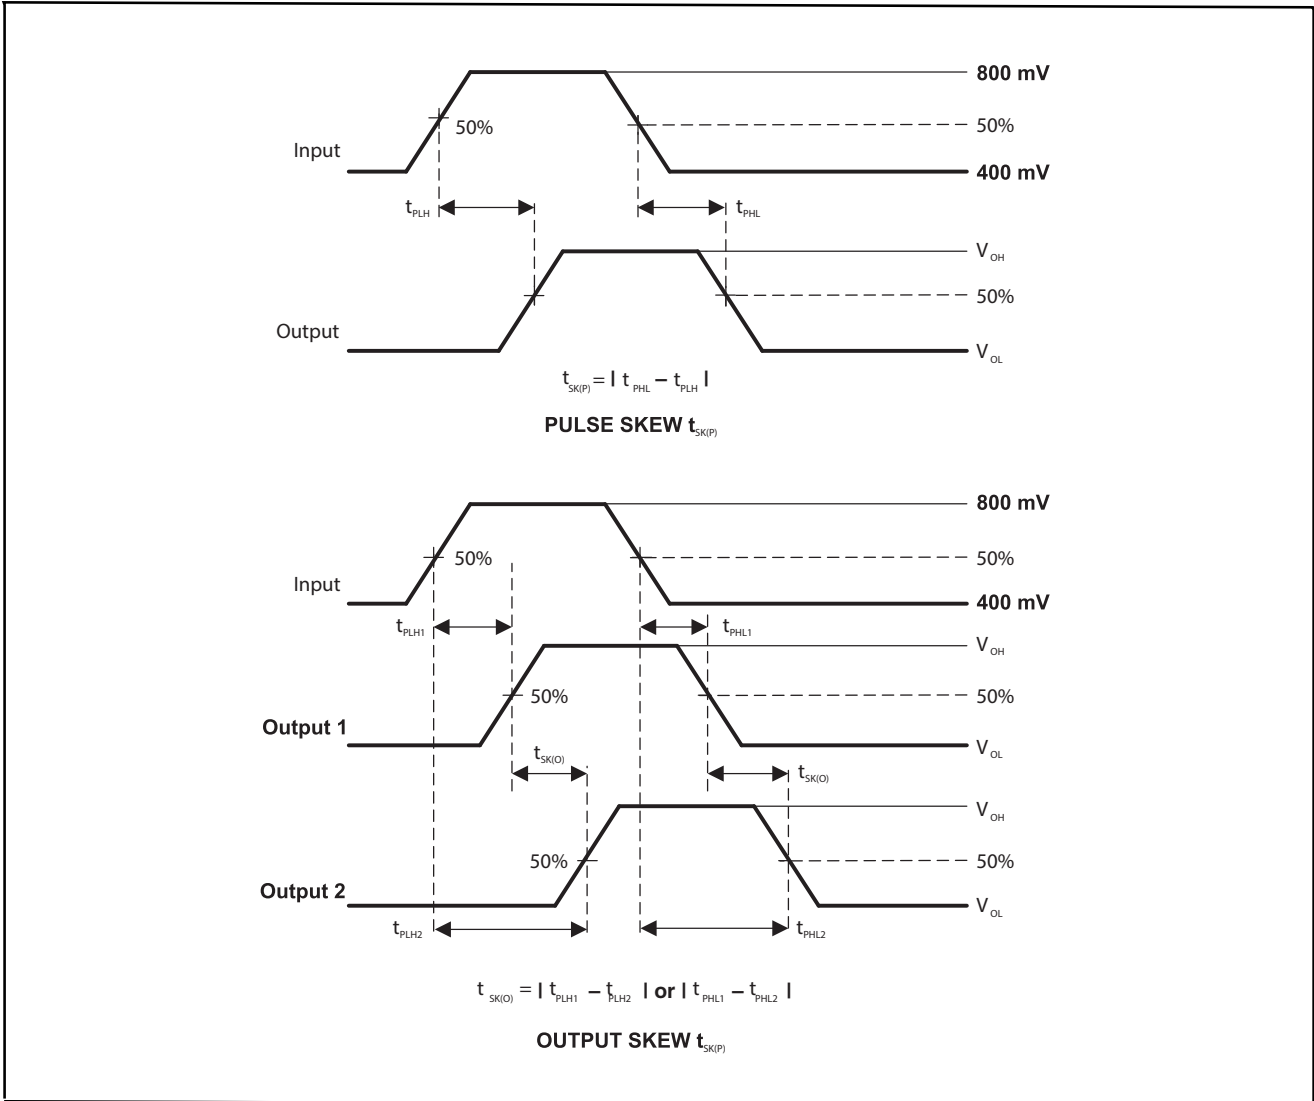 800 mV
50%
50%
Input
400 mV
tPLH
tPHL
VOH
50%
Output
VOL
tSK(P) = | tPHL – tPLH |
PULSE SKEW tSK(P)
800 mV
50%
50%
Input
400 mV
tPLH1
tPHL1
VOH
50%
50%
Output 1
VOL
tSK(O)
tSK(O)
VOH
50%
50%
Output 2
VOL
tPLH2
tPHL2
tSK(O) = | tPLH1 – tPLH2 | or | tPHL1 – tPHL2 |
OUTPUT SKEW tSK(P)